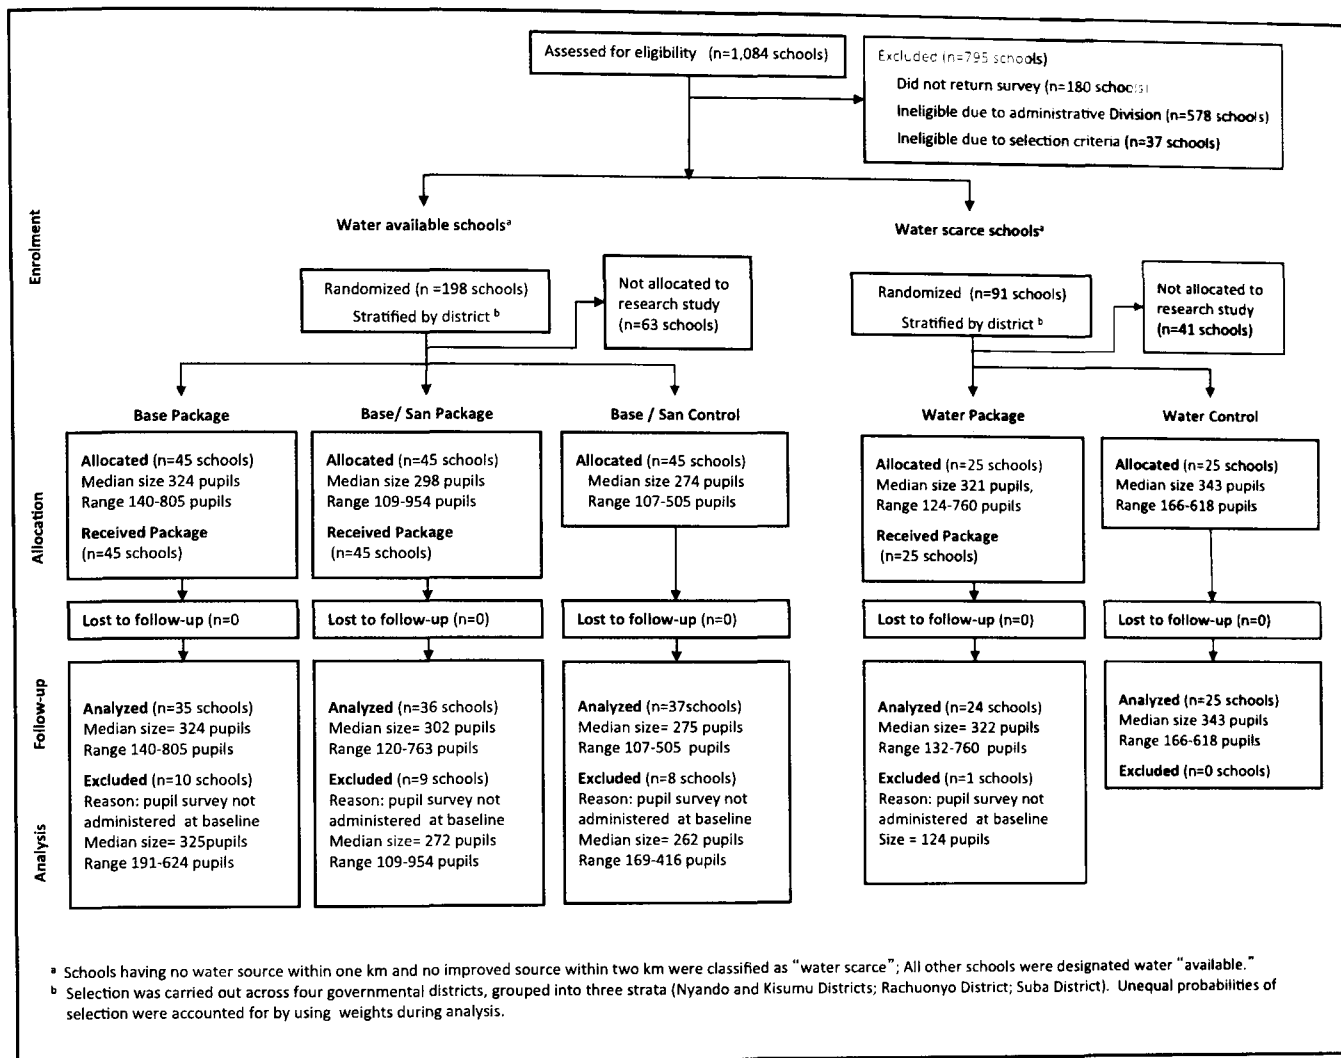 Assessed for eligibility (n=1,084 schools)
Excluded (n=795 schools)
Did not return survey (n=180 schools)
Ineligible due to administrative Division (n=578 schools)
Ineligible due to selection criteria (n=37 schools)
Enrolment
Water available schoolsᵃ
Water scarce schoolsᵃ
Randomized (n =198 schools)
Stratified by district ᵇ
Not allocated to
research study
(n=63 schools)
Randomized (n=91 schools)
Stratified by district ᵇ
Not allocated to
research study
(n=41 schools)
Base Package
Base/ San Package
Base / San Control
Water Package
Water Control
Allocation
Allocated (n=45 schools)
Median size 324 pupils
Range 140-805 pupils
Received Package
(n=45 schools)
Allocated (n=45 schools)
Median size 298 pupils
Range 109-954 pupils
Received Package
(n=45 schools)
Allocated (n=45 schools)
Median size 274 pupils
Range 107-505 pupils
Allocated (n=25 schools)
Median size 321 pupils,
Range 124-760 pupils
Received Package
(n=25 schools)
Allocated (n=25 schools)
Median size 343 pupils
Range 166-618 pupils
Lost to follow-up (n=0
Lost to follow-up (n=0)
Lost to follow-up (n=0)
Lost to follow-up (n=0)
Lost to follow-up (n=0)
Follow-up
Analysis
Analyzed (n=35 schools)
Median size= 324 pupils
Range 140-805 pupils
Excluded (n=10 schools)
Reason: pupil survey not
administered at baseline
Median size= 325pupils
Range 191-624 pupils
Analyzed (n=36 schools)
Median size= 302 pupils
Range 120-763 pupils
Excluded (n=9 schools)
Reason: pupil survey not
administered at baseline
Median size= 272 pupils
Range 109-954 pupils
Analyzed (n=37schools)
Median size= 275 pupils
Range 107-505 pupils
Excluded (n=8 schools)
Reason: pupil survey not
administered at baseline
Median size= 262 pupils
Range 169-416 pupils
Analyzed (n=24 schools)
Median size= 322 pupils
Range 132-760 pupils
Excluded (n=1 schools)
Reason: pupil survey not
administered at baseline
Size = 124 pupils
Analyzed (n=25 schools)
Median size 343 pupils
Range 166-618 pupils
Excluded (n=0 schools)
ᵃ Schools having no water source within one km and no improved source within two km were classified as "water scarce"; All other schools were designated water "available."
ᵇ Selection was carried out across four governmental districts, grouped into three strata (Nyando and Kisumu Districts; Rachuonyo District; Suba District). Unequal probabilities of
selection were accounted for by using weights during analysis.